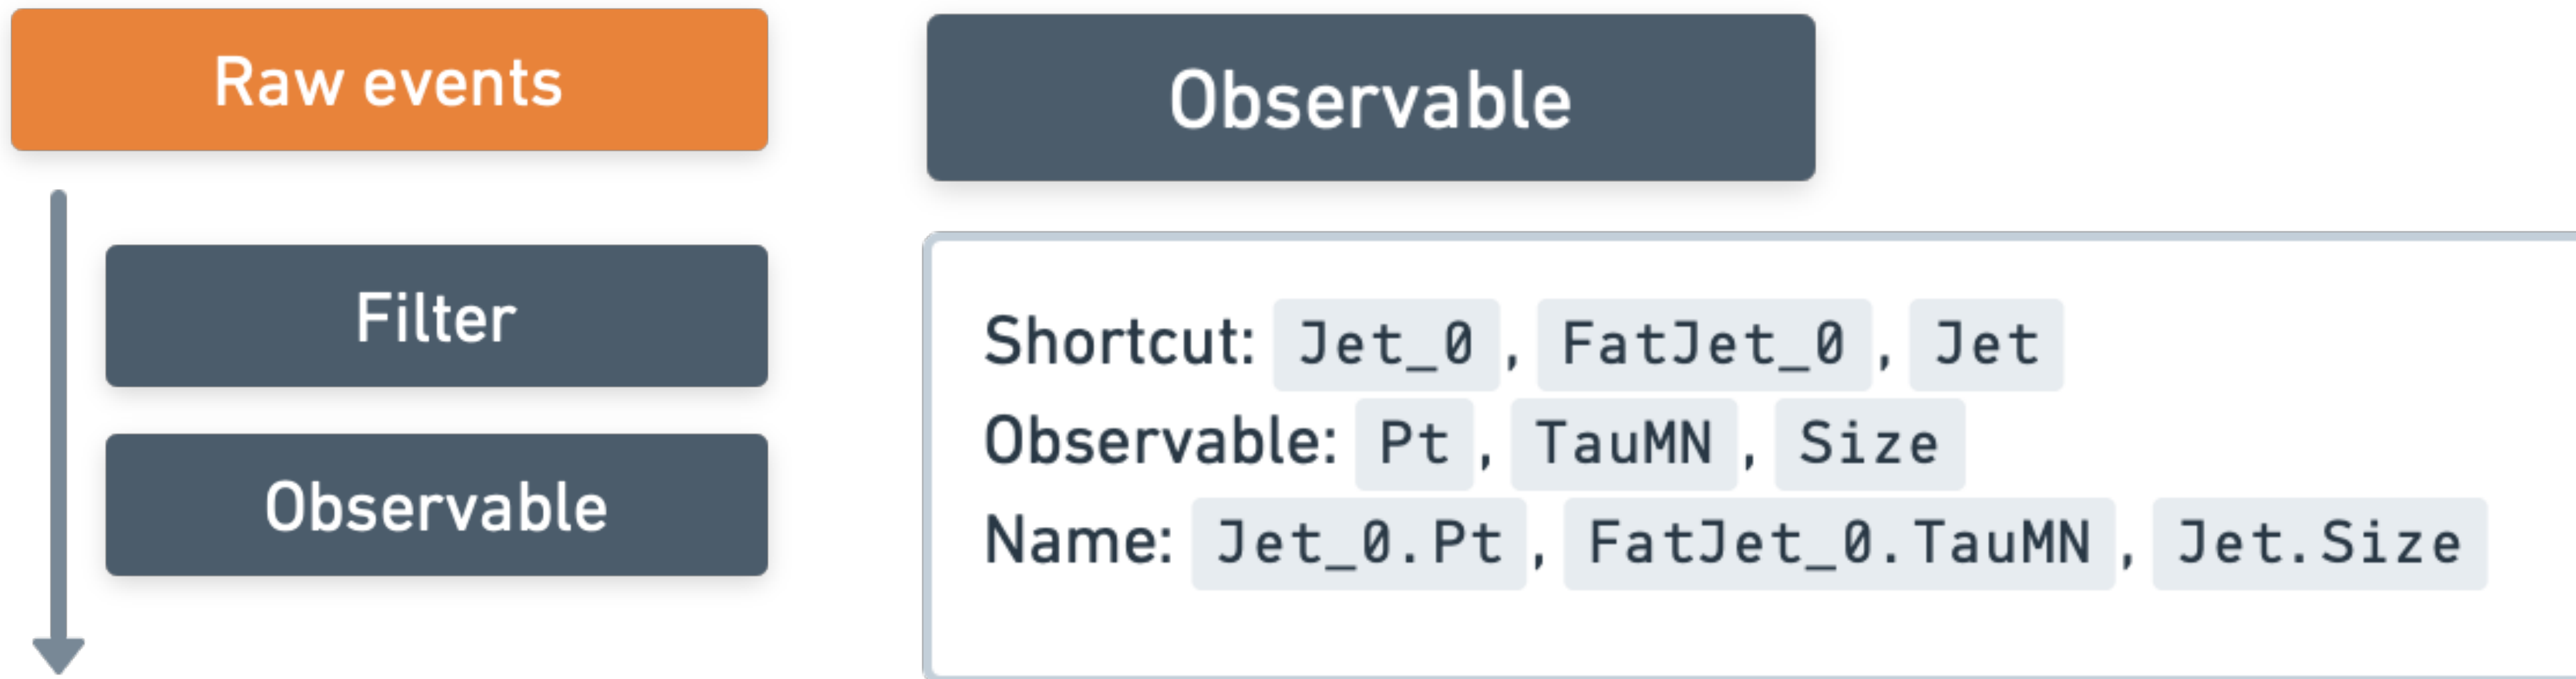 Raw events
Filter
Observable
Observable
Shortcut: Jet_0, FatJet_0, Jet
Observable: Pt, TauMN, Size
Name: Jet_0.Pt, FatJet_0.TauMN, Jet.Size